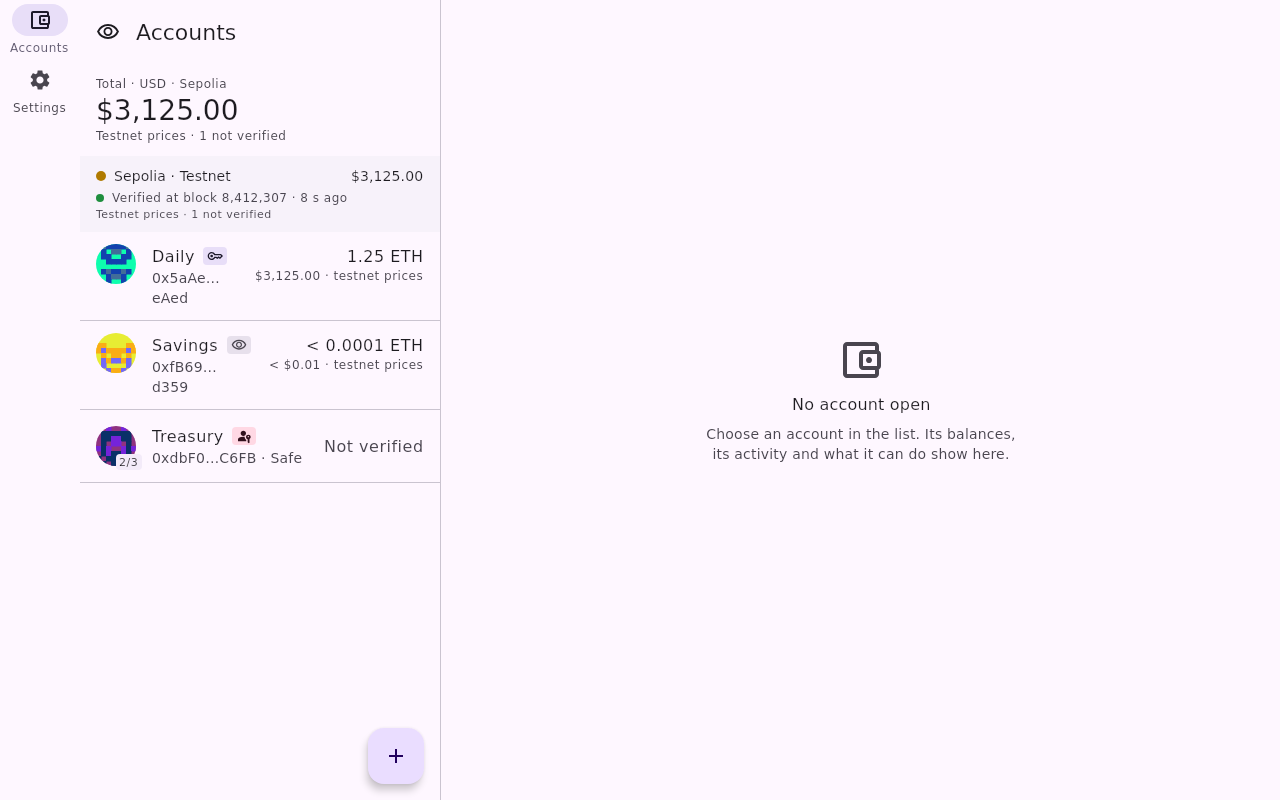 Accounts
Settings
Accounts
Total · USD · Sepolia
$3,125.00
Testnet prices · 1 not verified
Sepolia · Testnet
$3,125.00
Verified at block 8,412,307 · 8 s ago
Testnet prices · 1 not verified
Daily
1.25 ETH
0x5aAe…
eAed
$3,125.00 · testnet prices
Savings
< 0.0001 ETH
0xfB69…
d359
< $0.01 · testnet prices
Treasury
Not verified
2/3
0xdbF0…C6FB · Safe
No account open
Choose an account in the list. Its balances,
its activity and what it can do show here.